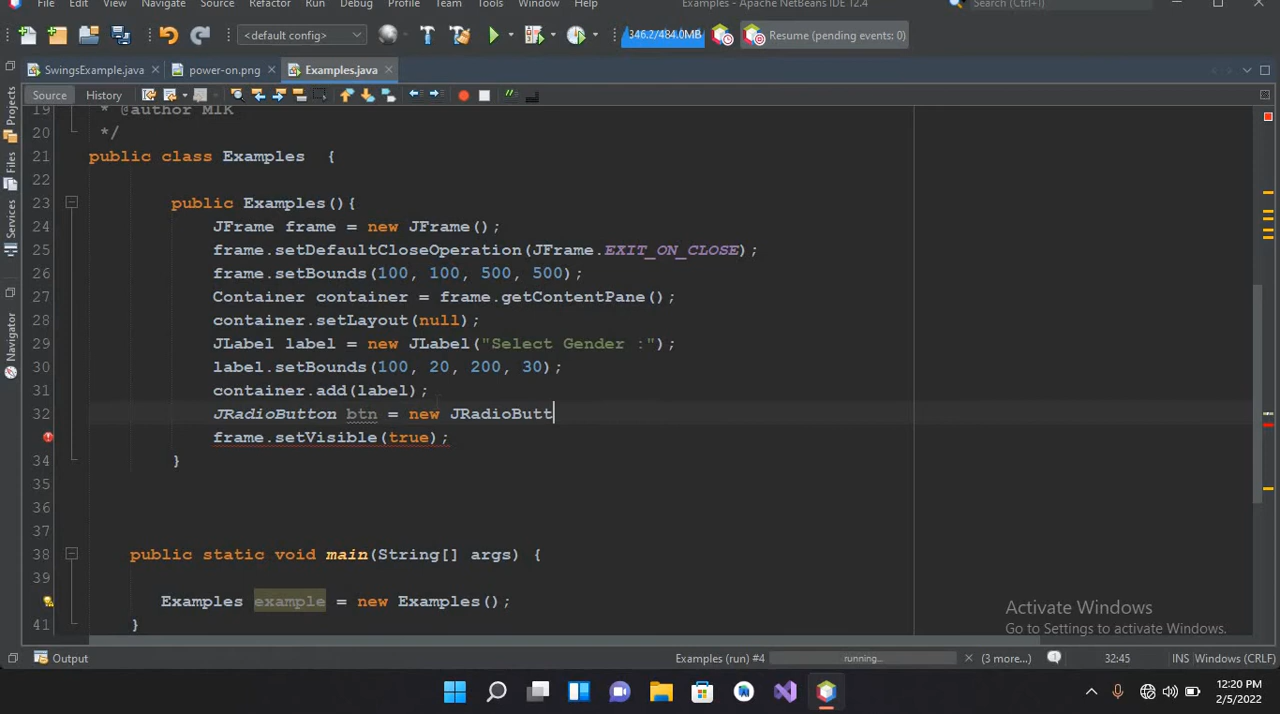 File Edit View Navigate Source Refactor Run Debug Profile Team Tools Window Help Examples - Apache NetBeans IDE 12.4 Search (Ctrl+I)
<default config> 346.2/484.0MB Resume (pending events: 0)
SwingsExample.java power-on.png Examples.java
Source History
Projects
Files
Services
Navigator
19 * @author MIK
20 */
21 public class Examples {
22
23 public Examples(){
24 JFrame frame = new JFrame();
25 frame.setDefaultCloseOperation(JFrame.EXIT_ON_CLOSE);
26 frame.setBounds(100, 100, 500, 500);
27 Container container = frame.getContentPane();
28 container.setLayout(null);
29 JLabel label = new JLabel("Select Gender :");
30 label.setBounds(100, 20, 200, 30);
31 container.add(label);
32 JRadioButton btn = new JRadioButt
frame.setVisible(true);
34 }
35
36
37
38 public static void main(String[] args) {
39
Examples example = new Examples();
41 }
Activate Windows
Go to Settings to activate Windows.
Output Examples (run) #4 running... (3 more...) 32:45 INS Windows (CRLF)
12:20 PM
2/5/2022